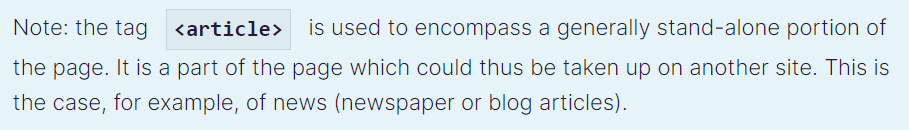 Note: the tag <article> is used to encompass a generally stand-alone portion of
the page. It is a part of the page which could thus be taken up on another site. This is
the case, for example, of news (newspaper or blog articles).